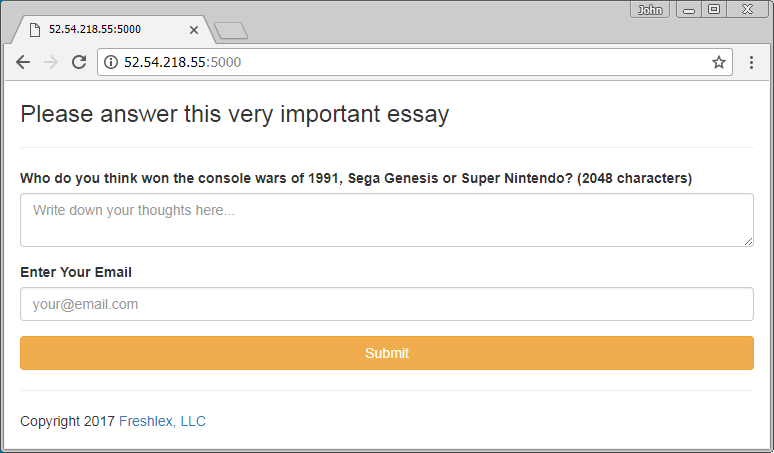 John
52.54.218.55:5000
52.54.218.55:5000
Please answer this very important essay
Who do you think won the console wars of 1991, Sega Genesis or Super Nintendo? (2048 characters)
Write down your thoughts here...
Enter Your Email
your@email.com
Submit
Copyright 2017 Freshlex, LLC